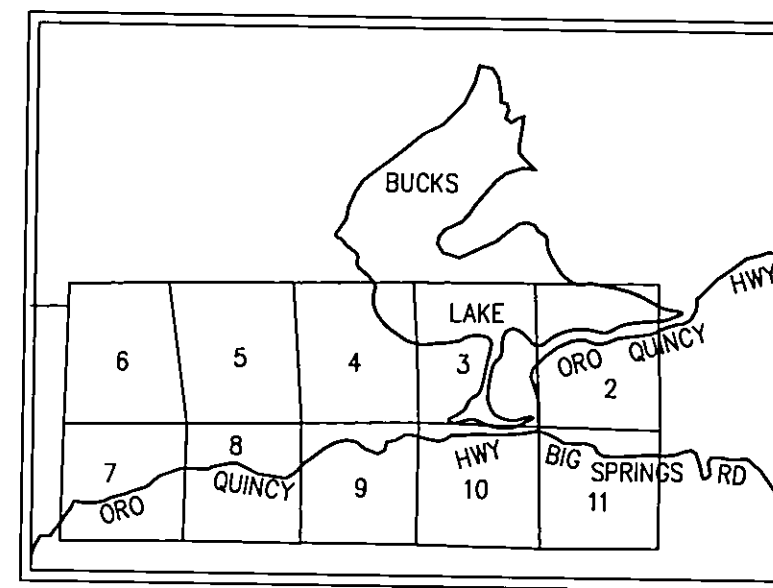 BUCKS
HWY
LAKE
6
5
4
3
ORO QUINCY
2
7
8
ORO
QUINCY
9
HWY
10
BIG SPRINGS RD
11